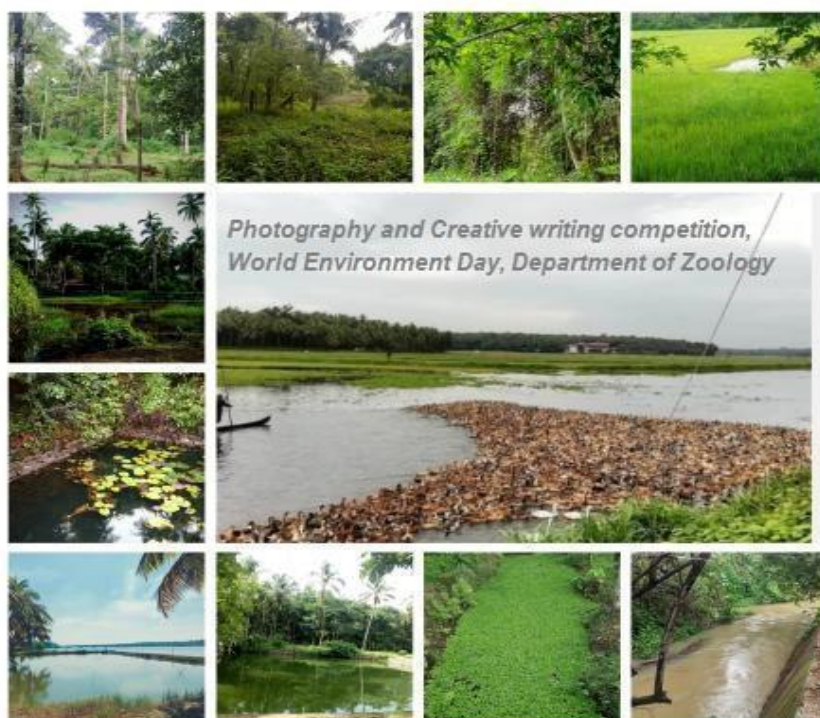 Photography and Creative writing competition,
World Environment Day, Department of Zoology